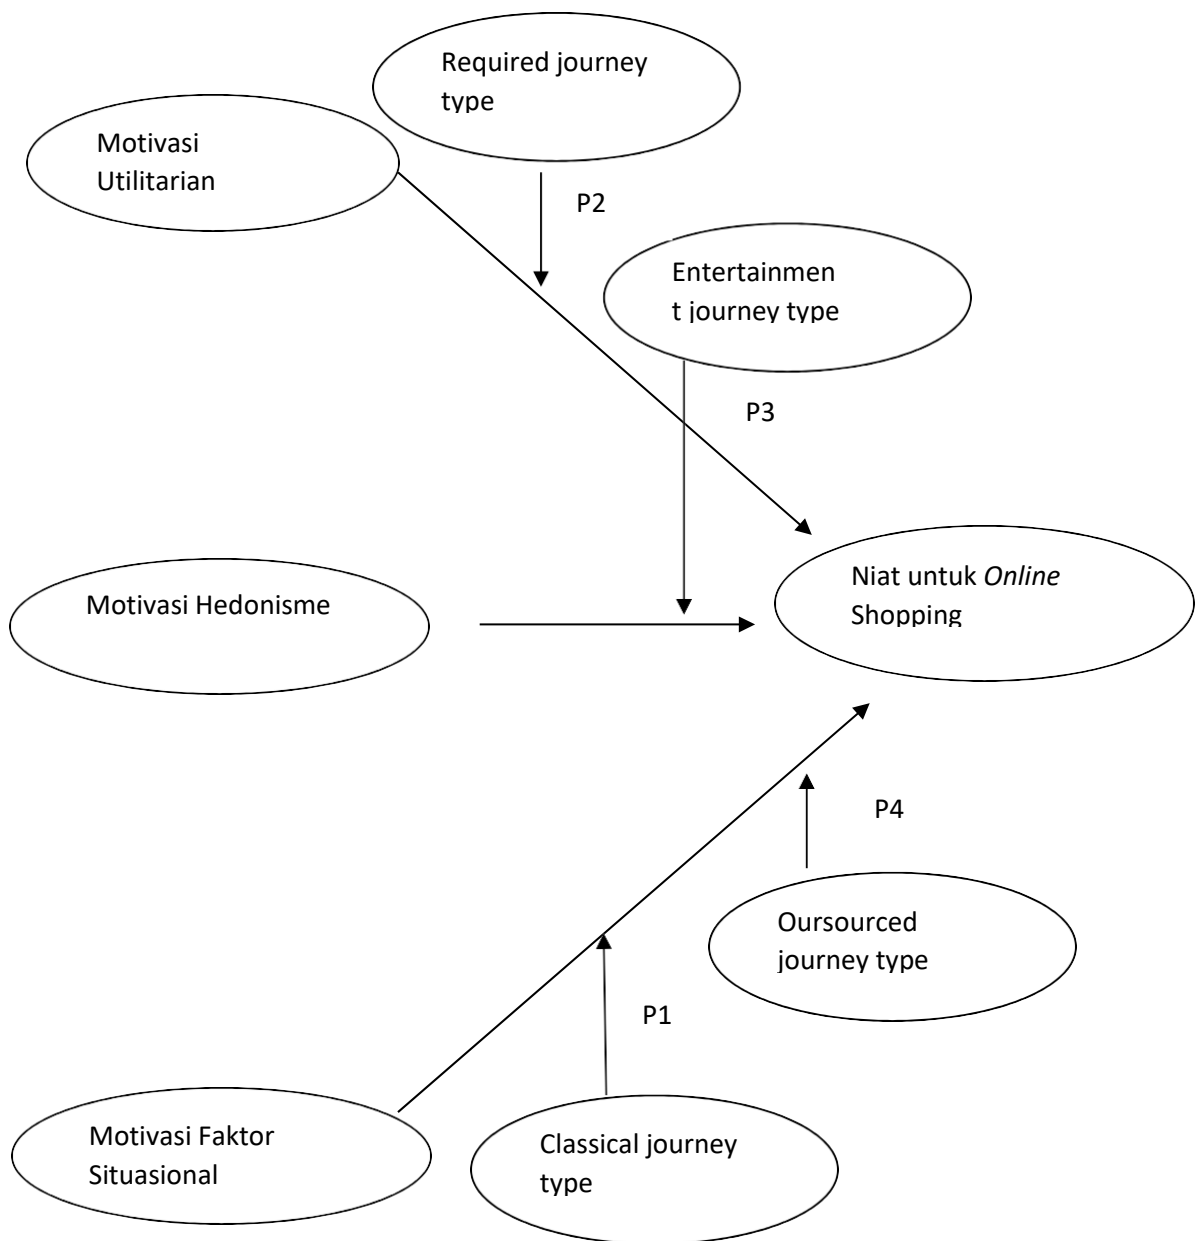 Required journey
type
Motivasi
Utilitarian
P2
Entertainmen
t journey type
P3
Motivasi Hedonisme
Niat untuk Online
Shopping
P4
Oursourced
journey type
P1
Motivasi Faktor
Situasional
Classical journey
type